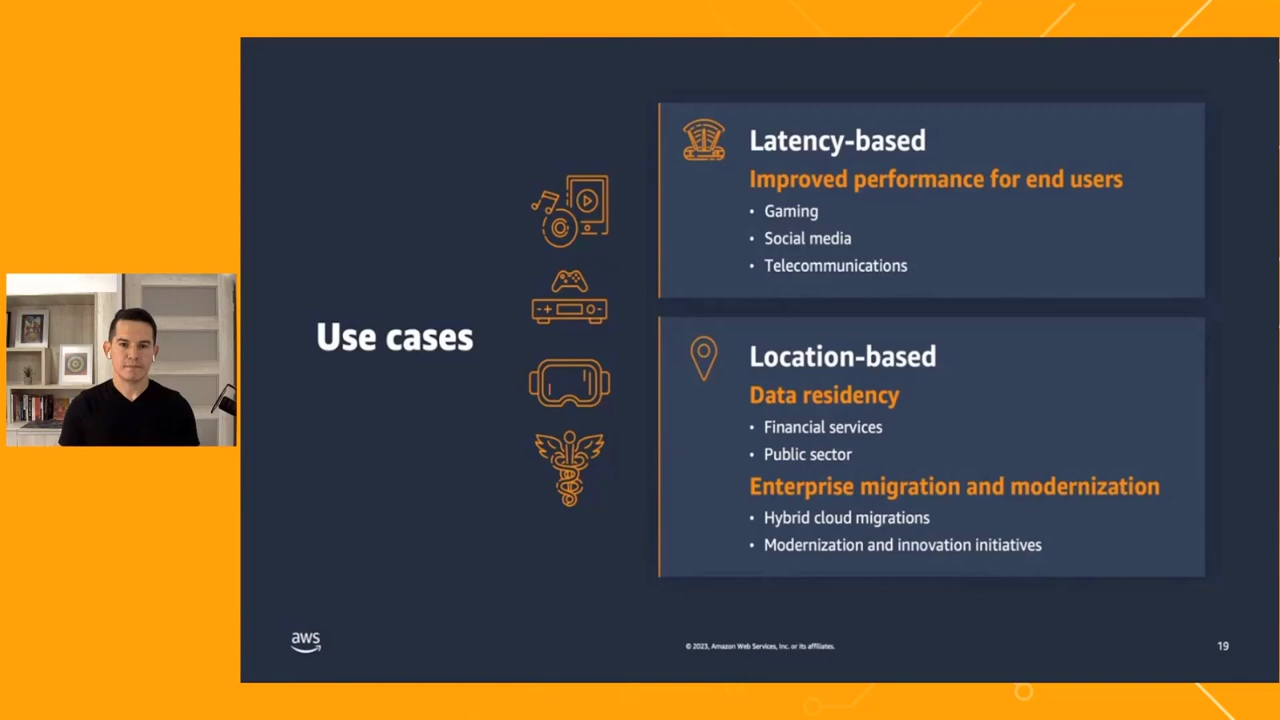 Use cases
Latency-based
Improved performance for end users
• Gaming
• Social media
• Telecommunications
Location-based
Data residency
• Financial services
• Public sector
Enterprise migration and modernization
• Hybrid cloud migrations
• Modernization and innovation initiatives
aws
© 2023, Amazon Web Services, Inc. or its affiliates.
19